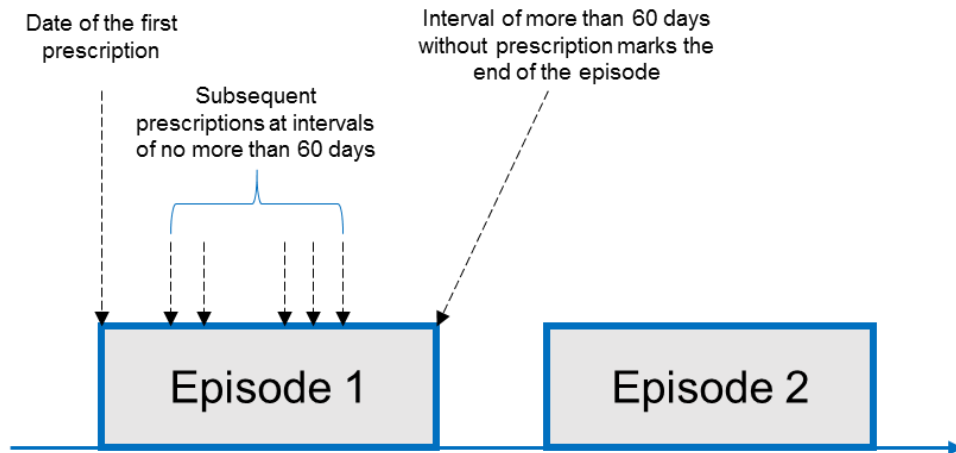 Date of the first
prescription
Interval of more than 60 days
without prescription marks the
end of the episode
Subsequent
prescriptions at intervals
of no more than 60 days
Episode 1
Episode 2